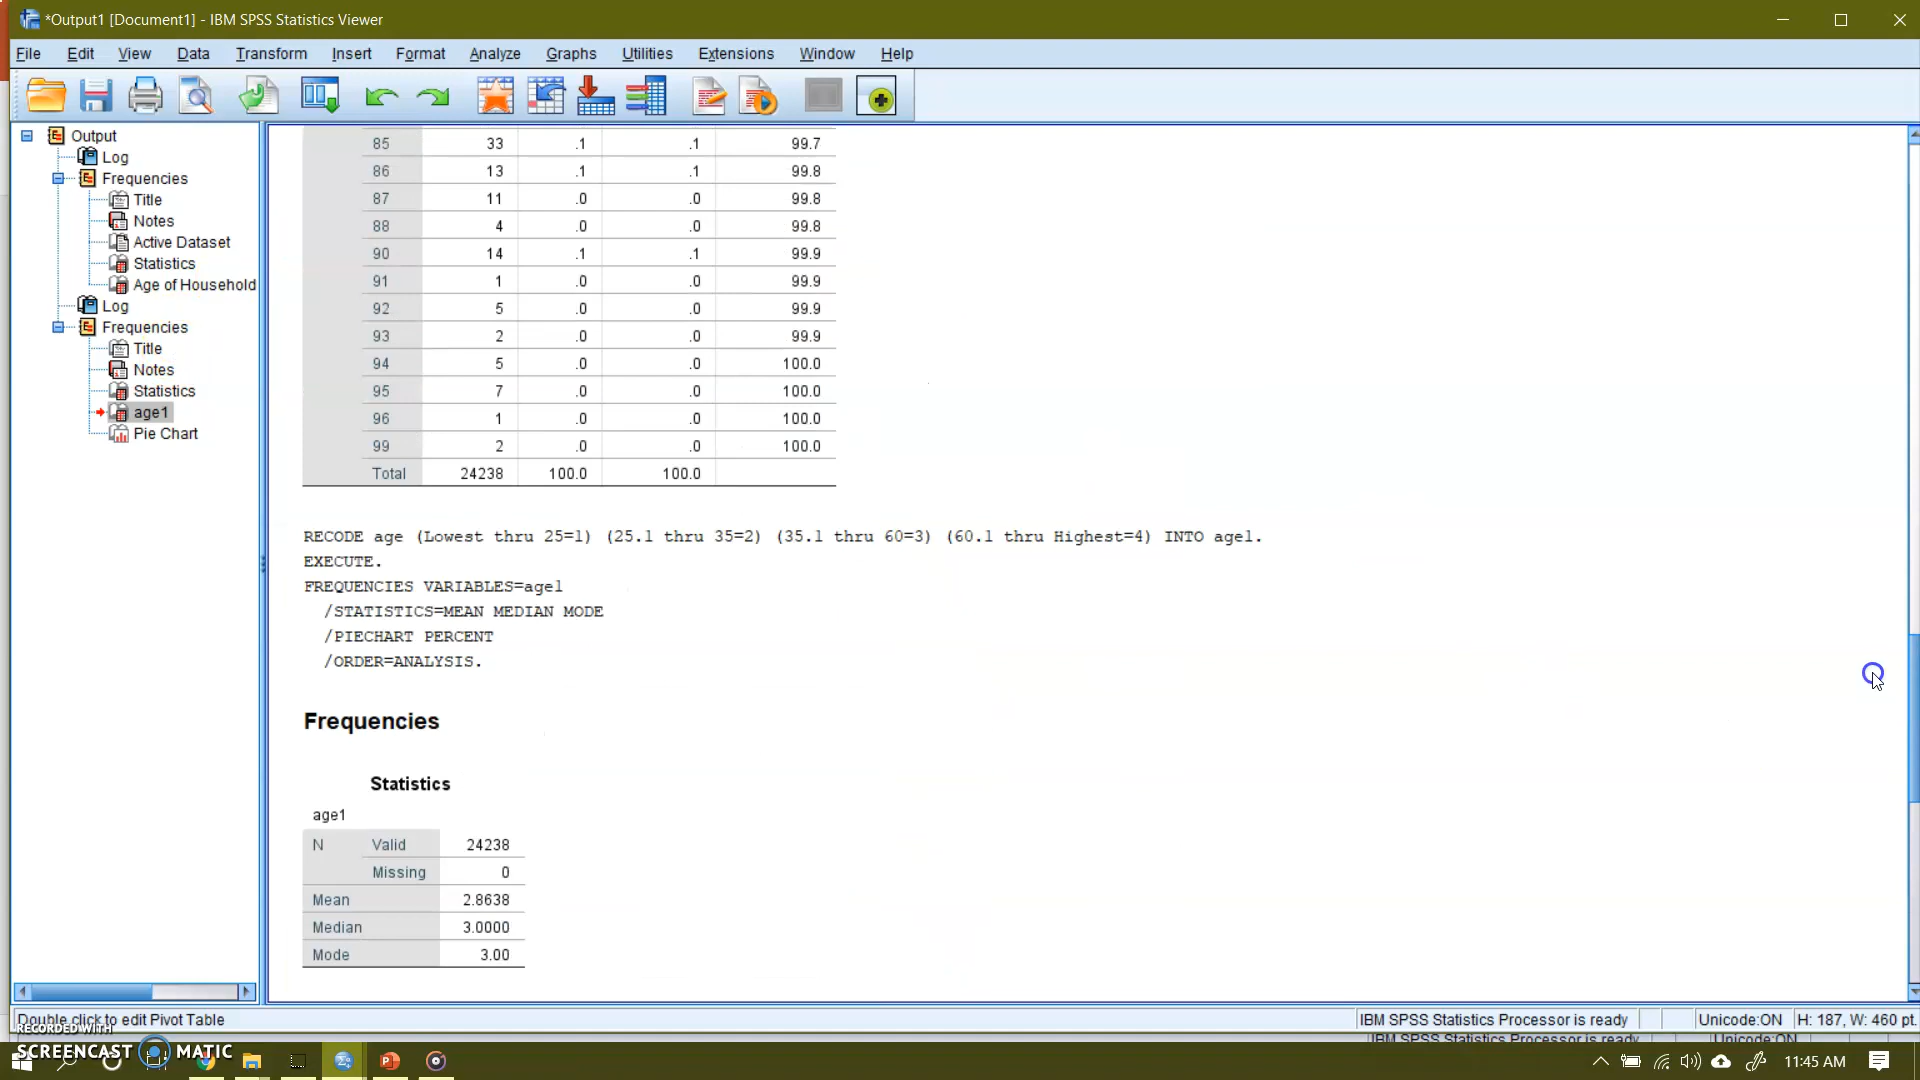 *Output1 [Document1] - IBM SPSS Statistics Viewer
File Edit View Data Transform Insert Format Analyze Graphs Utilities Extensions Window Help
Output
Log
Frequencies
Title
Notes
Active Dataset
Statistics
Age of Household
Log
Frequencies
Title
Notes
Statistics
age1
Pie Chart
85 33 .1 .1 99.7
86 13 .1 .1 99.8
87 11 .0 .0 99.8
88 4 .0 .0 99.8
90 14 .1 .1 99.9
91 1 .0 .0 99.9
92 5 .0 .0 99.9
93 2 .0 .0 99.9
94 5 .0 .0 100.0
95 7 .0 .0 100.0
96 1 .0 .0 100.0
99 2 .0 .0 100.0
Total 24238 100.0 100.0
RECODE age (Lowest thru 25=1) (25.1 thru 35=2) (35.1 thru 60=3) (60.1 thru Highest=4) INTO age1.
EXECUTE.
FREQUENCIES VARIABLES=age1
/STATISTICS=MEAN MEDIAN MODE
/PIECHART PERCENT
/ORDER=ANALYSIS.
Frequencies
Statistics
age1
N Valid 24238
Missing 0
Mean 2.8638
Median 3.0000
Mode 3.00
Double click to edit Pivot Table
IBM SPSS Statistics Processor is ready Unicode:ON H: 187, W: 460 pt.
IBM SPSS Statistics Processor is ready Unicode:ON
RECORDED WITH
SCREENCAST MATIC
11:45 AM